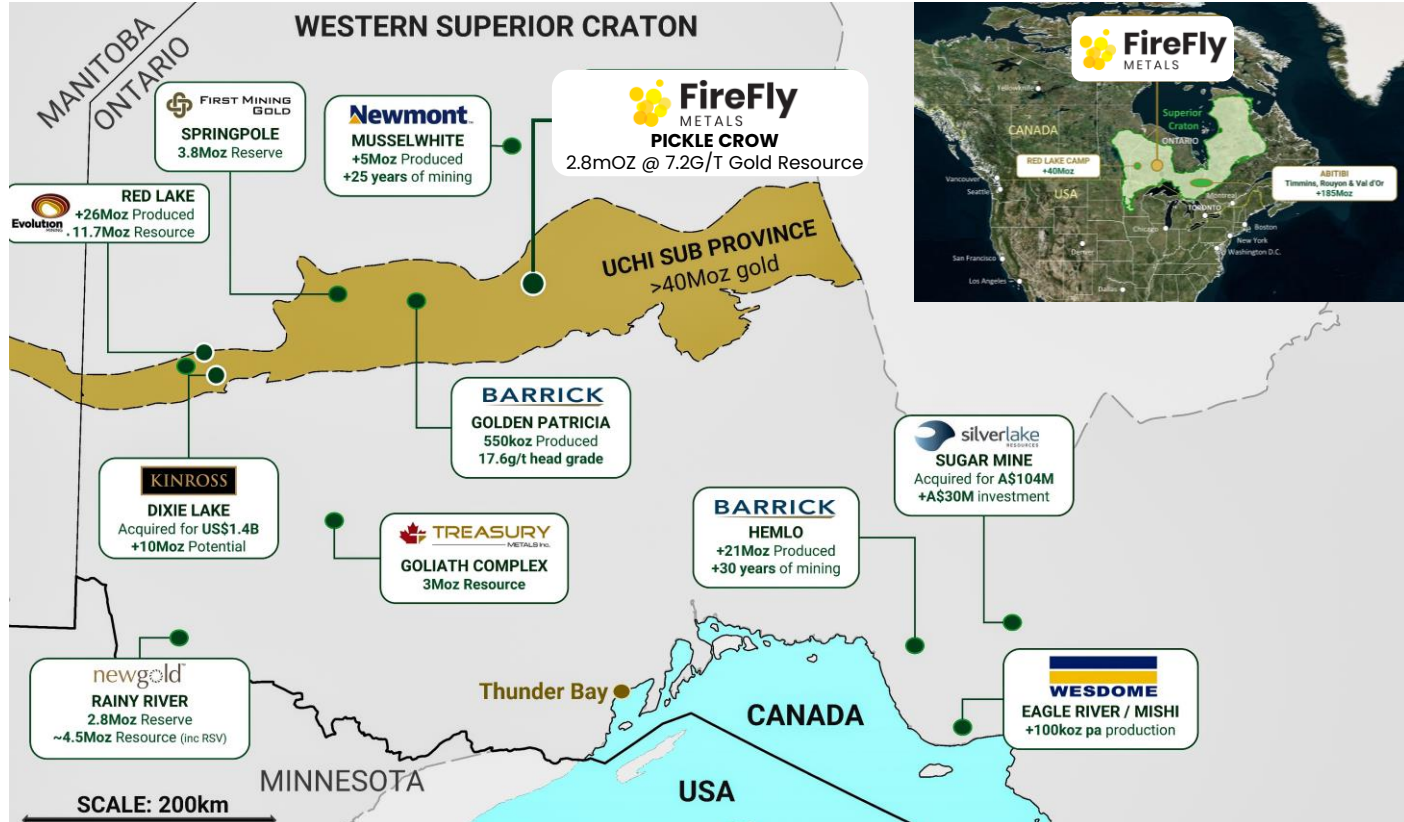 WESTERN SUPERIOR CRATON
MANITOBA
ONTARIO
FIRST MINING
GOLD
SPRINGPOLE
3.8Moz Reserve
Newmont™
MUSSELWHITE
+5Moz Produced
+25 years of mining
FireFly
METALS
PICKLE CROW
2.8mOZ @ 7.2G/T Gold Resource
Evolution
MINING
RED LAKE
+26Moz Produced
11.7Moz Resource
UCHI SUB PROVINCE
>40Moz gold
BARRICK
GOLDEN PATRICIA
550koz Produced
17.6g/t head grade
KINROSS
DIXIE LAKE
Acquired for US$1.4B
+10Moz Potential
TREASURY
METALS Inc.
GOLIATH COMPLEX
3Moz Resource
BARRICK
HEMLO
+21Moz Produced
+30 years of mining
silverlake
RESOURCES
SUGAR MINE
Acquired for A$104M
+A$30M investment
newgold™
RAINY RIVER
2.8Moz Reserve
~4.5Moz Resource (inc RSV)
Thunder Bay
CANADA
USA
WESDOME
EAGLE RIVER / MISHI
+100koz pa production
MINNESOTA
SCALE: 200km
FireFly
METALS
Yellowknife
CANADA
Superior
Craton
ONTARIO
RED LAKE CAMP
+40Moz
ABITIBI
Timmins, Rouyon & Val d'Or
+185Moz
Vancouver
Seattle
USA
Montreal
TORONTO
Chicago
Boston
New York
Washington D.C.
San Francisco
Denver
Los Angeles
Dallas